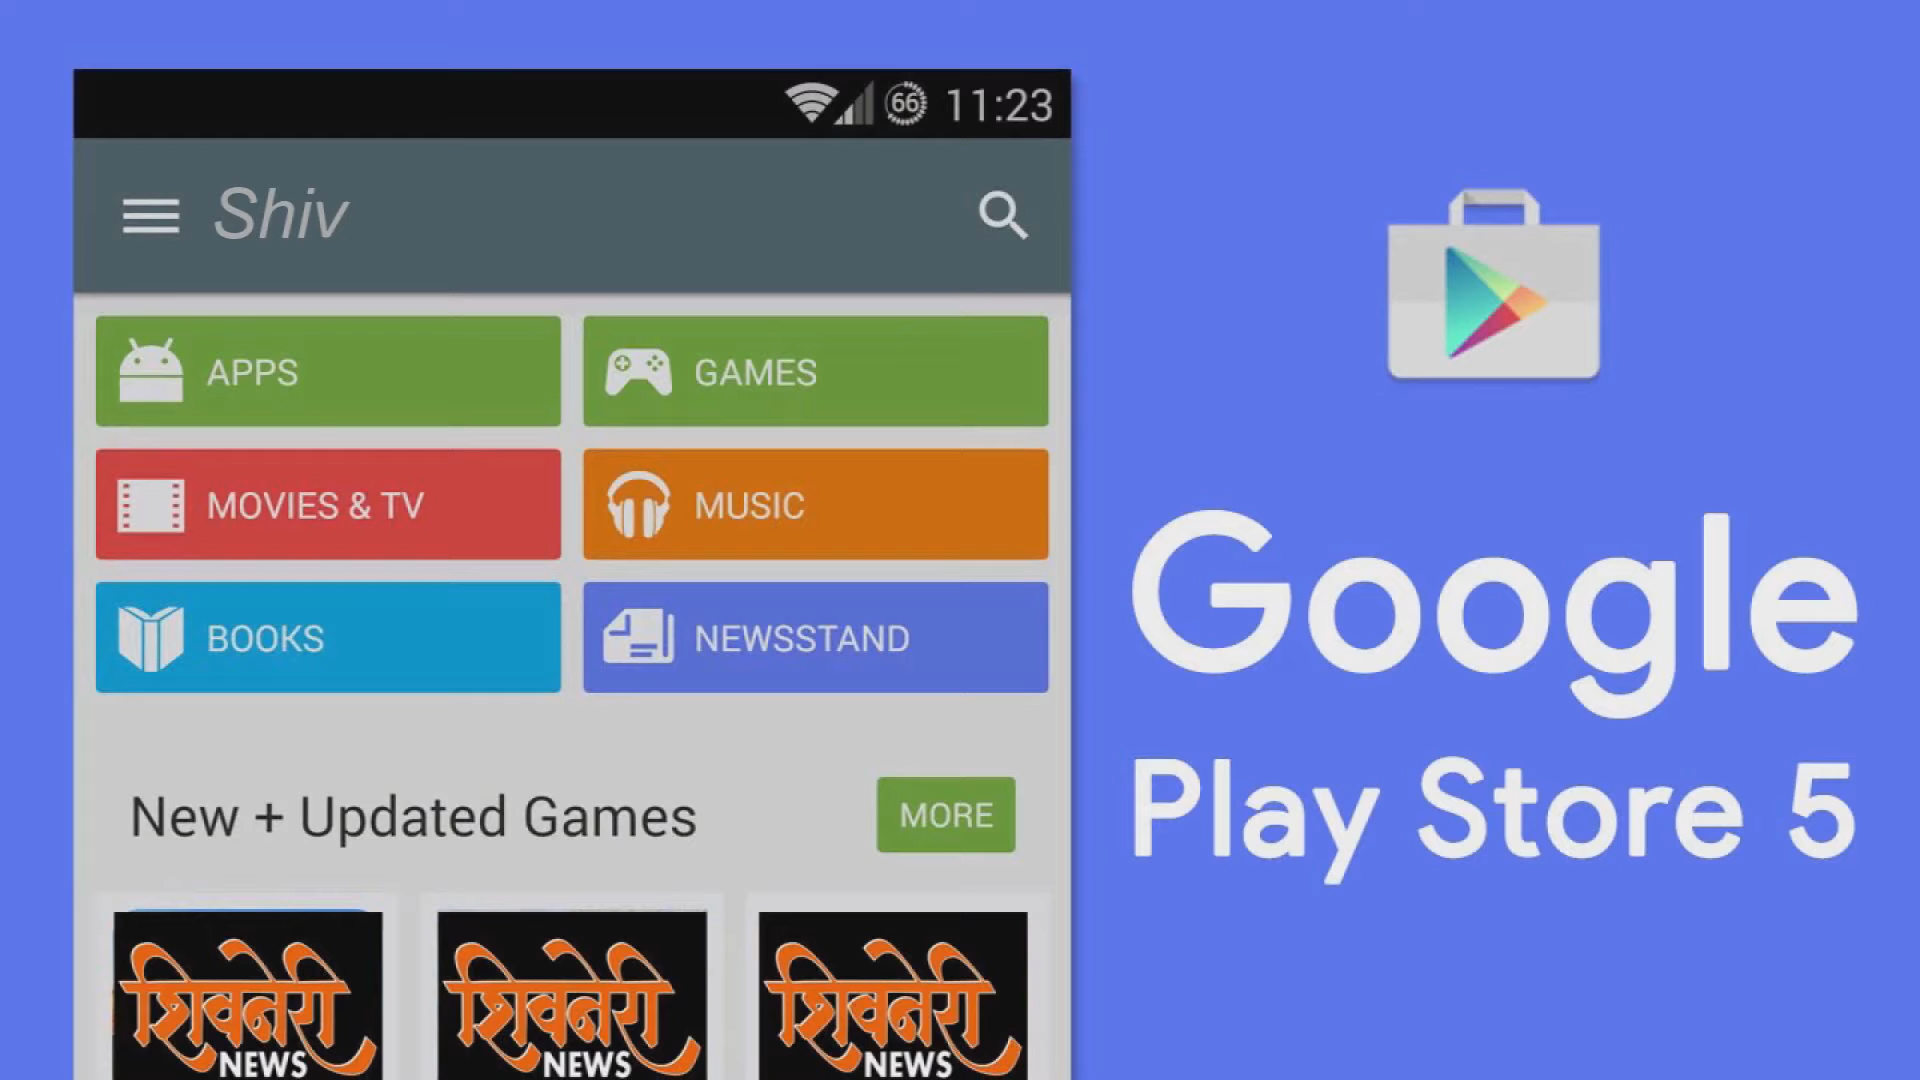 66 11:23
Shiv
APPS
GAMES
MOVIES & TV
MUSIC
BOOKS
NEWSSTAND
New + Updated Games
MORE
शिवनेरी
NEWS
शिवनेरी
NEWS
शिवनेरी
NEWS
Google
Play Store 5